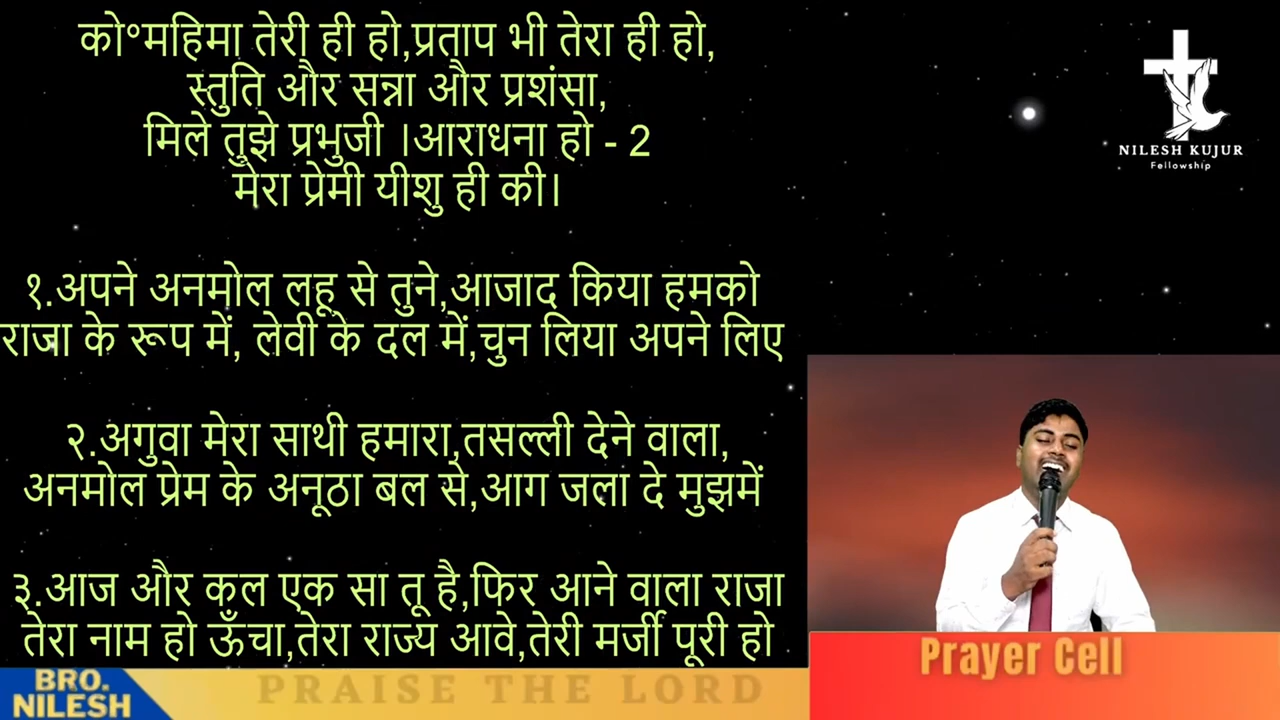 को°महिमा तेरी ही हो,प्रताप भी तेरा ही हो,
स्तुति और सन्ना और प्रशंसा,
मिले तुझे प्रभुजी ।आराधना हो - 2
मेरा प्रेमी यीशु ही की।
१.अपने अनमोल लहू से तुने,आजाद किया हमको
राजा के रूप में, लेवी के दल में,चुन लिया अपने लिए
२.अगुवा मेरा साथी हमारा,तसल्ली देने वाला,
अनमोल प्रेम के अनूठा बल से,आग जला दे मुझमें
३.आज और कल एक सा तू है,फिर आने वाला राजा
तेरा नाम हो ऊँचा,तेरा राज्य आवे,तेरी मर्जी पूरी हो
NILESH KUJUR
Fellowship
Prayer Cell
BRO.
NILESH
PRAISE THE LORD